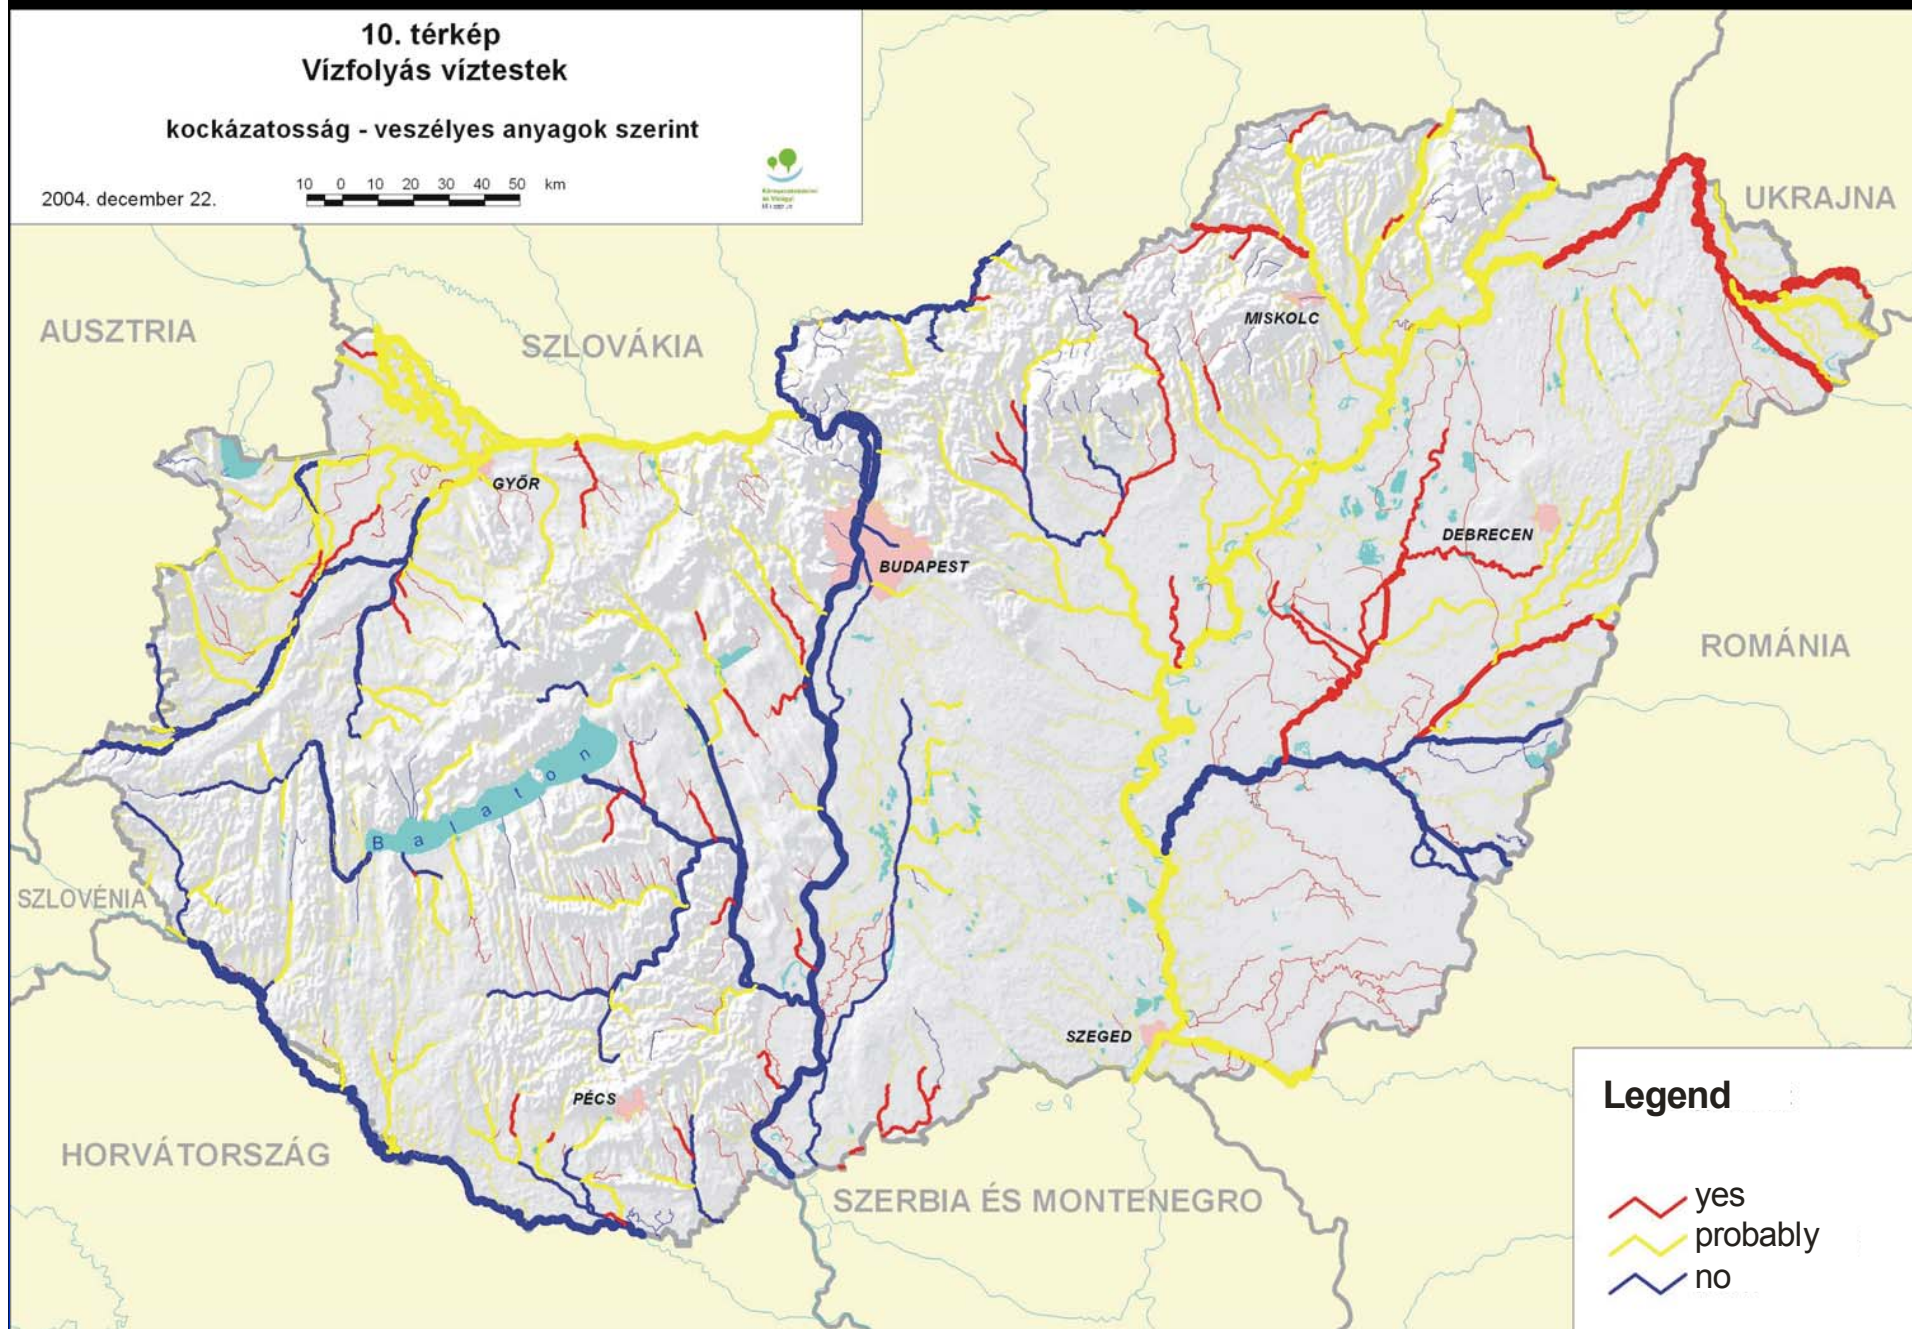 10. térkép
Vízfolyás víztestek
kockázatosság - veszélyes anyagok szerint
2004. december 22.
10 0 10 20 30 40 50 km
UKRAJNA
AUSZTRIA
SZLOVÁKIA
MISKOLC
GYŐR
DEBRECEN
BUDAPEST
ROMÁNIA
Balaton
SZLOVÉNIA
SZEGED
PÉCS
HORVÁTORSZÁG
SZERBIA ÉS MONTENEGRO
Legend
yes
probably
no